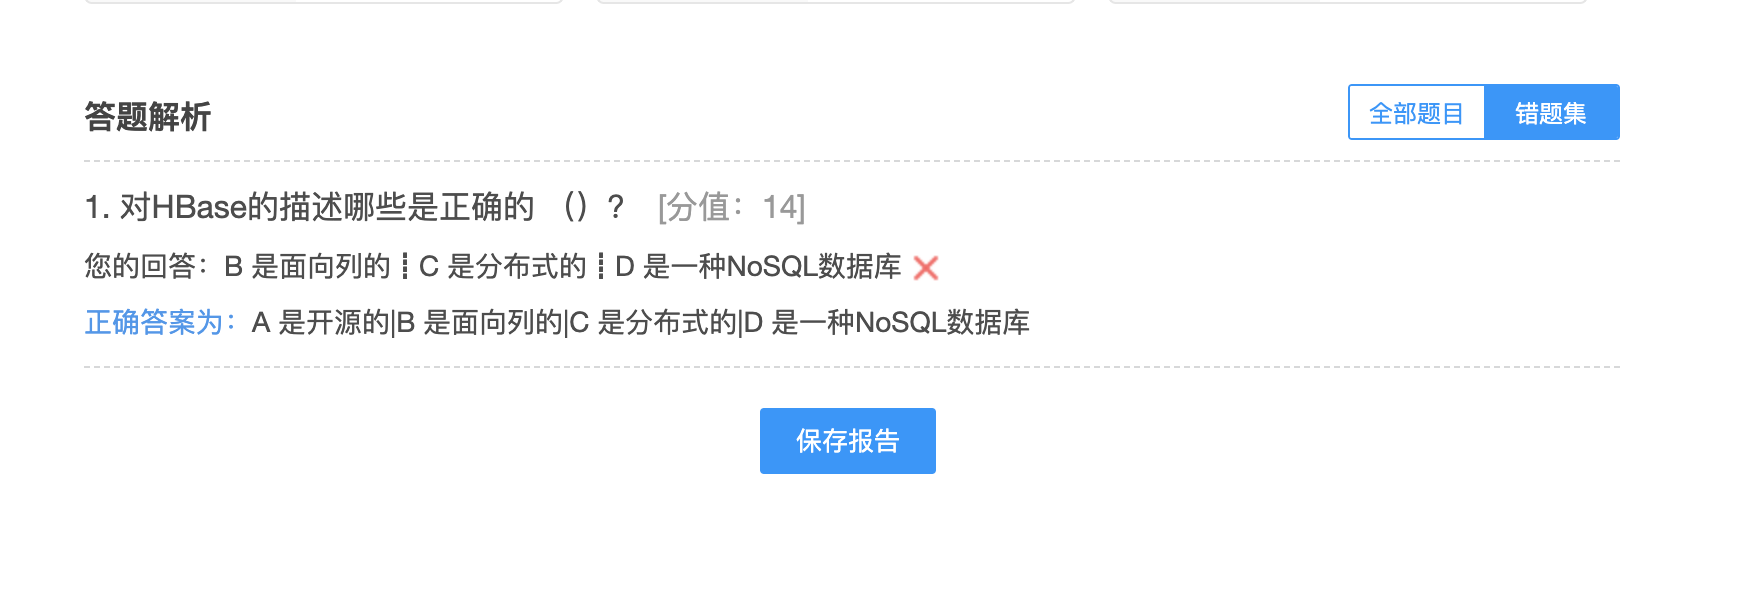 答题解析
全部题目 错题集
1. 对HBase的描述哪些是正确的 （）？ [分值：14]
您的回答：B 是面向列的 ┋ C 是分布式的 ┋ D 是一种NoSQL数据库 ❌
正确答案为：A 是开源的|B 是面向列的|C 是分布式的|D 是一种NoSQL数据库
保存报告